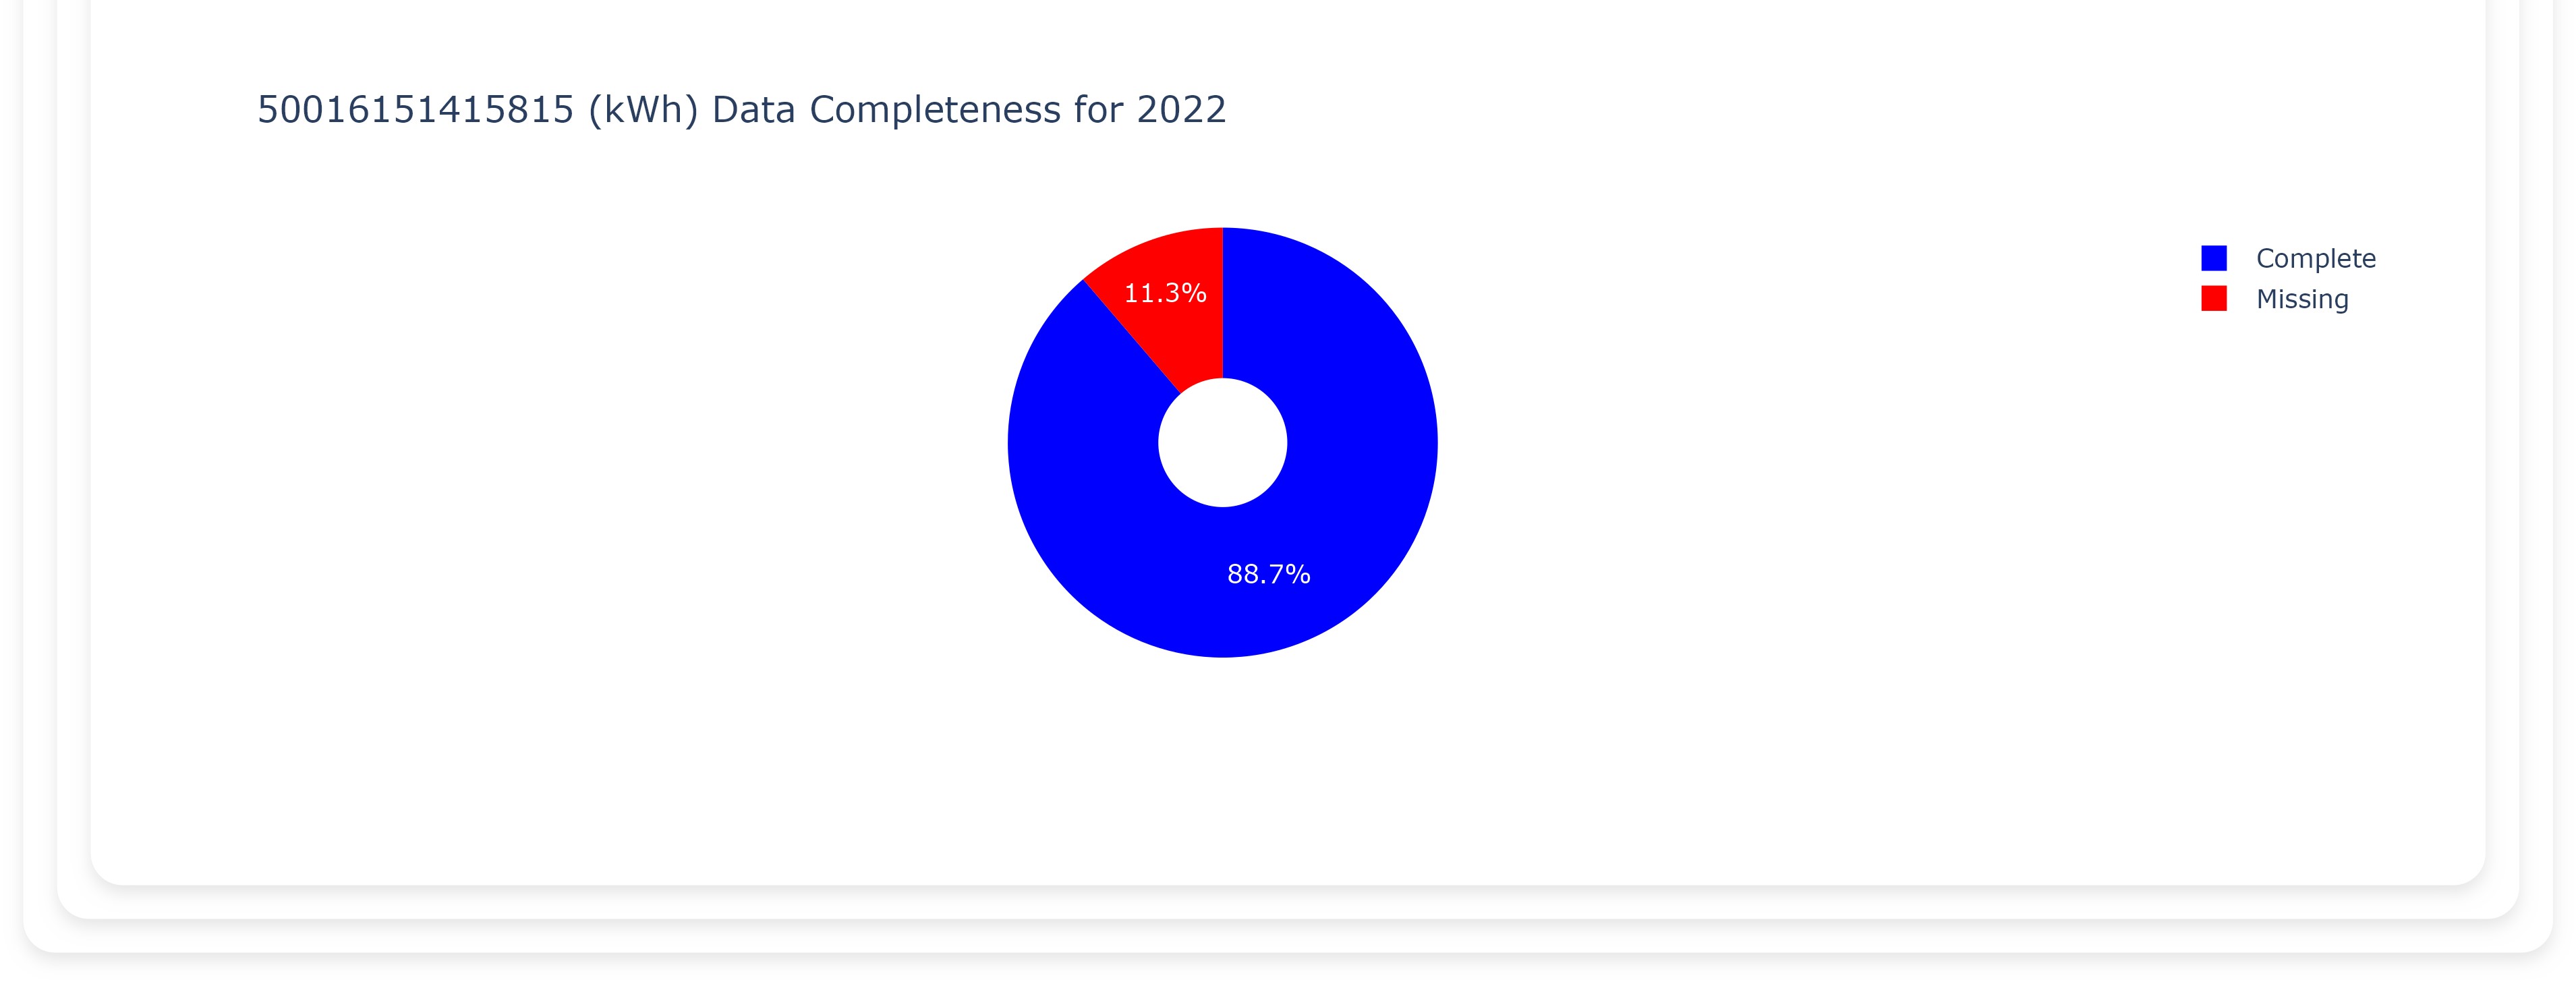 50016151415815 (kWh) Data Completeness for 2022
Complete
Missing
11.3%
88.7%